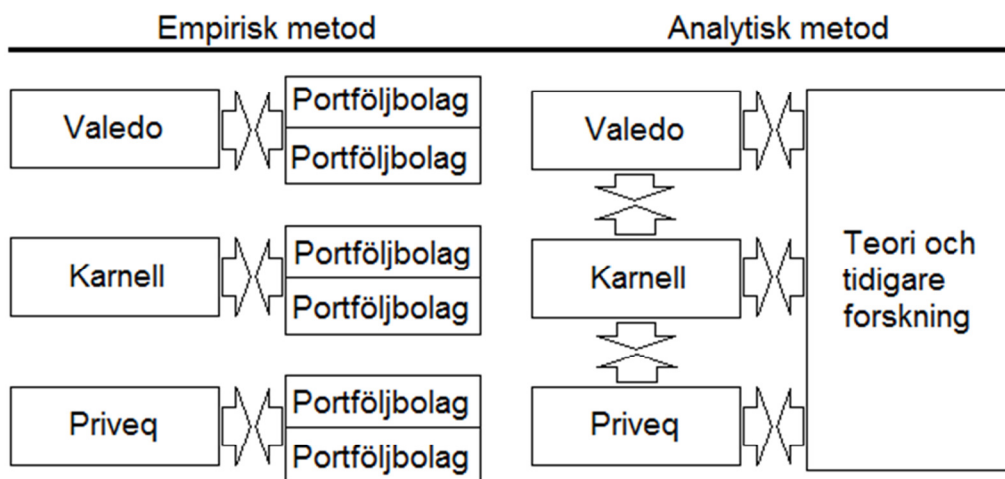 Empirisk metod
Valedo
Portföljbolag
Portföljbolag
Karnell
Portföljbolag
Portföljbolag
Priveq
Portföljbolag
Portföljbolag
Analytisk metod
Valedo
Karnell
Priveq
Teori och
tidigare
forskning